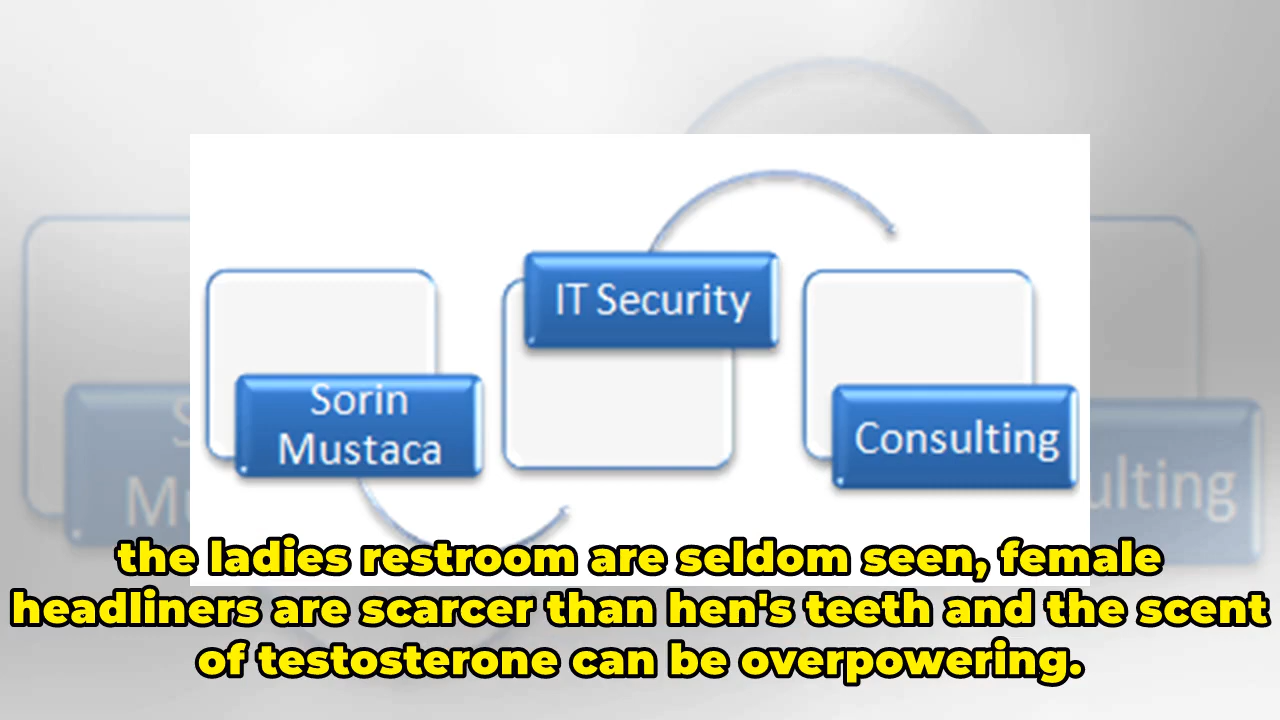 IT Security
Sorin
Mustaca
Consulting
ulting
the ladies restroom are seldom seen, female
headliners are scarcer than hen's teeth and the scent
of testosterone can be overpowering.